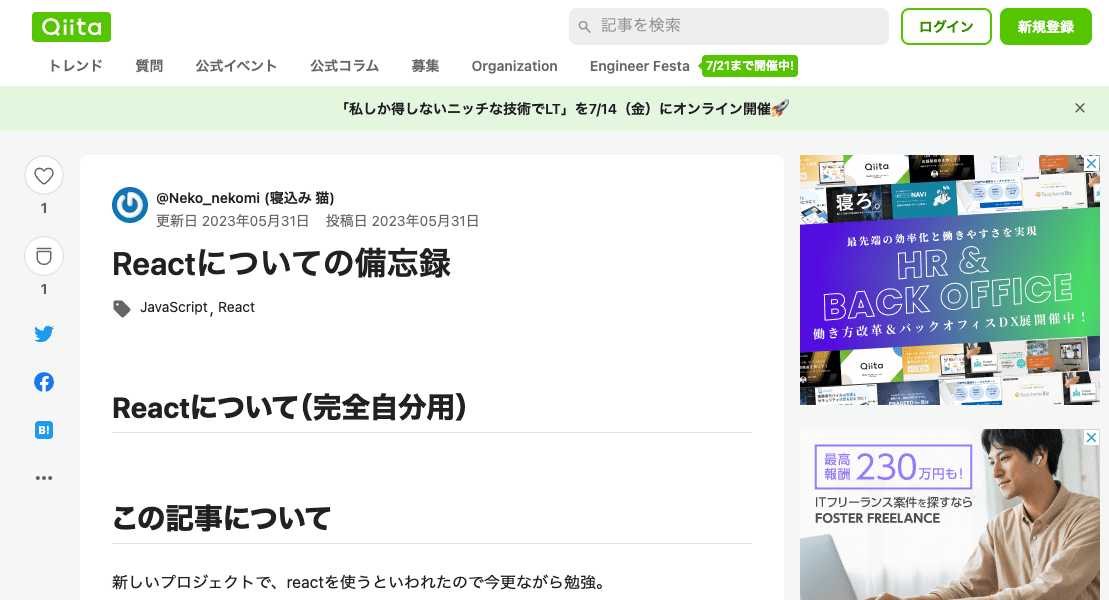 Qiita
記事を検索
ログイン
新規登録
トレンド
質問
公式イベント
公式コラム
募集
Organization
Engineer Festa
7/21まで開催中!
「私しか得しないニッチな技術でLT」を7/14（金）にオンライン開催🚀
1
1
B!
@Neko_nekomi (寝込み 猫)
更新日 2023年05月31日 投稿日 2023年05月31日
Reactについての備忘録
JavaScript, React
Reactについて(完全自分用)
この記事について
新しいプロジェクトで、reactを使うといわれたので今更ながら勉強。
Qiita
寝ろ。
NAVI
最先端の効率化と働きやすさを実現
HR &
BACK OFFICE
働き方改革&バックオフィスDX展開催中！
Qiita
最高
報酬 230万円も!
ITフリーランス案件を探すなら
FOSTER FREELANCE